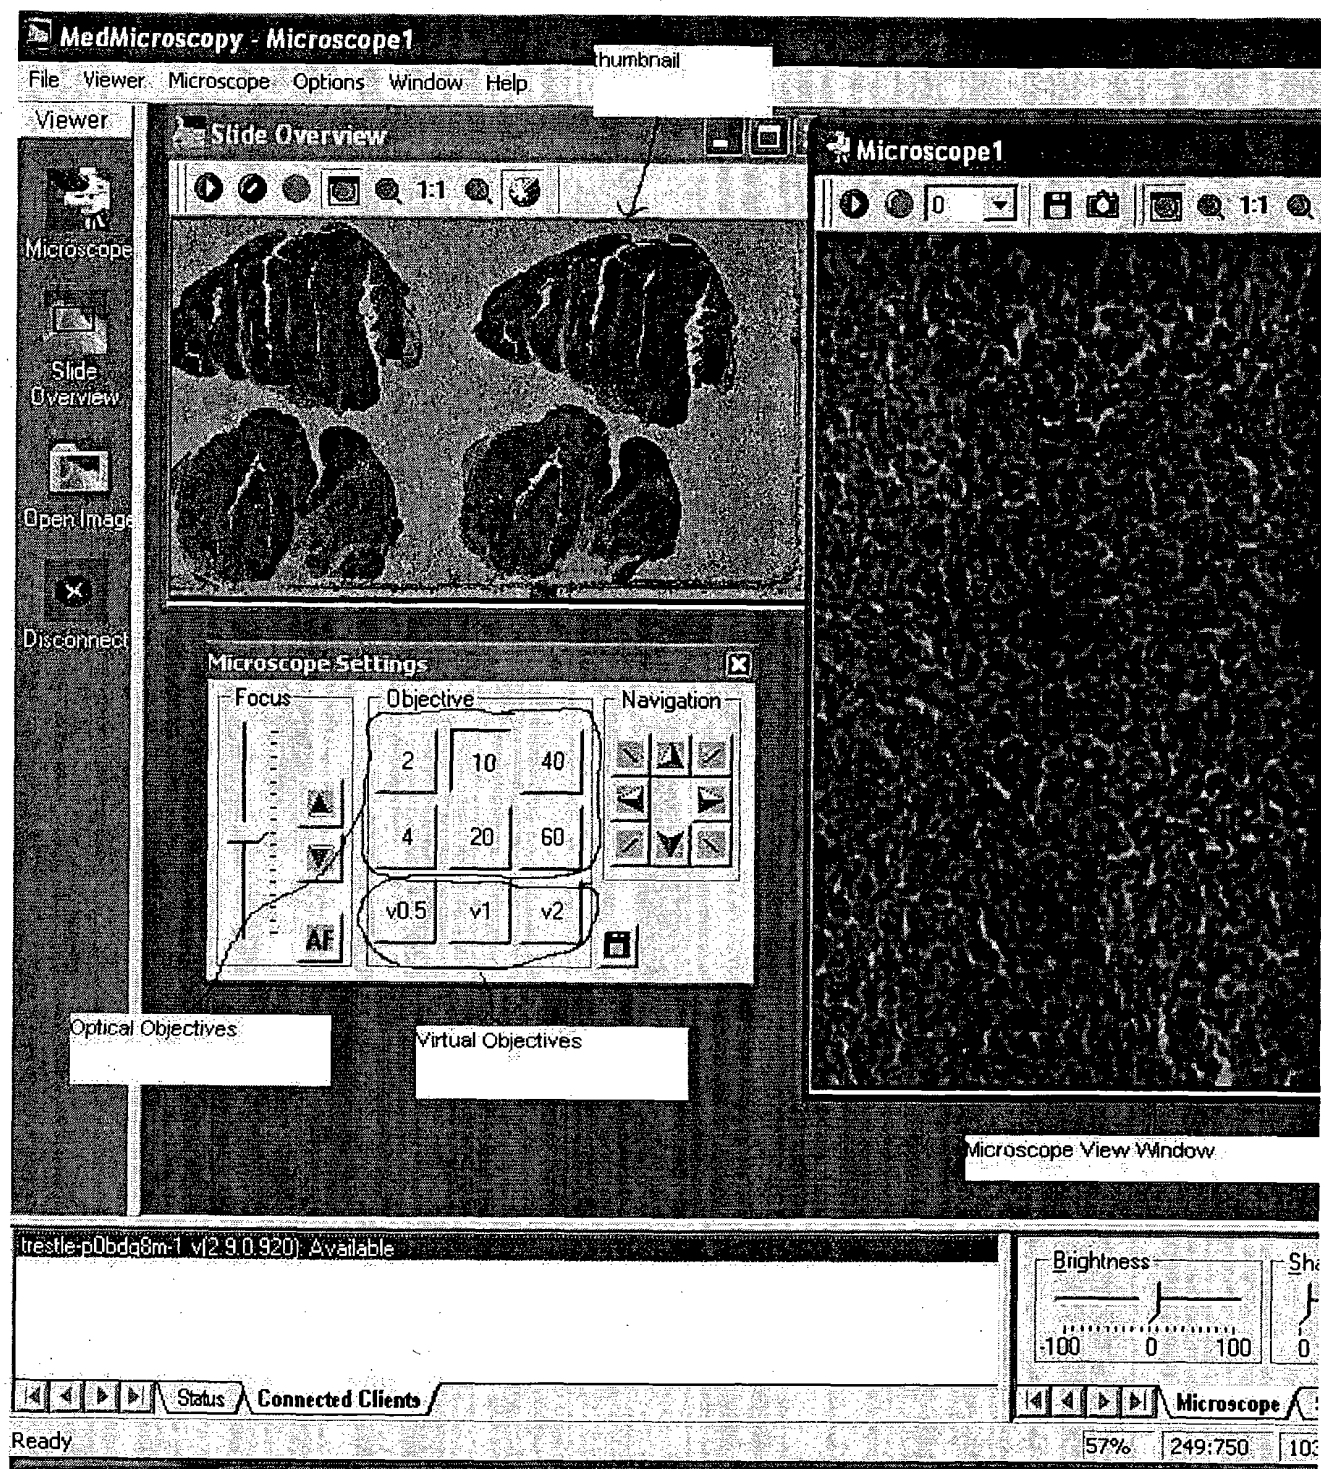 MedMicroscopy - Microscope1
thumbnail
File Viewer Microscope Options Window Help
Viewer
Slide Overview
Microscope1
1:1
0
1:1
Microscope
Slide
Overview
Open Image
Disconnect
Microscope Settings
Focus
Objective
Navigation
2
10
40
4
20
60
v0.5
v1
v2
AF
Optical Objectives
Virtual Objectives
Microscope View Window
trestle-p0bdq8m-1 v(2.9.0.920) Available
Brightness
Sha
-100 0 100
0
Status Connected Clients
Microscope
Ready
57% 249:750 103